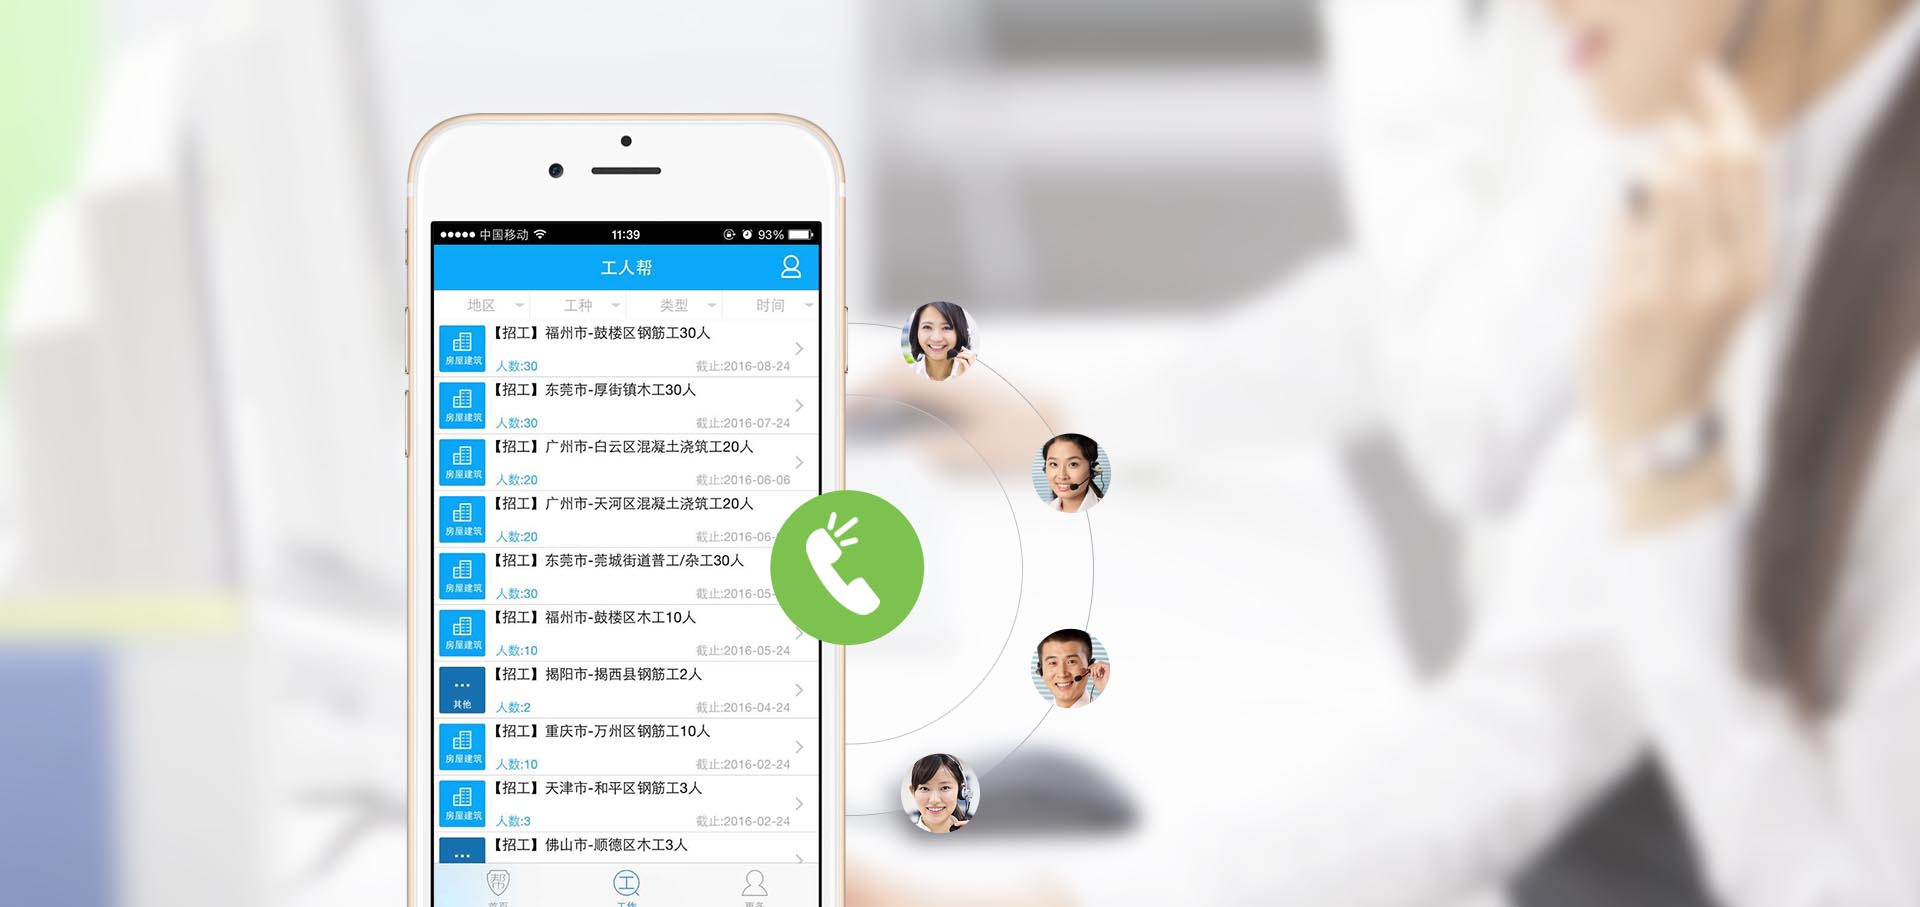 中国移动 11:39 93%
工人帮
地区 工种 类型 时间
【招工】福州市-鼓楼区钢筋工30人
房屋建筑 人数:30 截止:2016-08-24
【招工】东莞市-厚街镇木工30人
房屋建筑 人数:30 截止:2016-07-24
【招工】广州市-白云区混凝土浇筑工20人
房屋建筑 人数:20 截止:2016-06-06
【招工】广州市-天河区混凝土浇筑工20人
房屋建筑 人数:20 截止:2016-06-
【招工】东莞市-莞城街道普工/杂工30人
房屋建筑 人数:30 截止:2016-05-
【招工】福州市-鼓楼区木工10人
房屋建筑 人数:10 截止:2016-05-24
【招工】揭阳市-揭西县钢筋工2人
其他 人数:2 截止:2016-04-24
【招工】重庆市-万州区钢筋工10人
房屋建筑 人数:10 截止:2016-02-24
【招工】天津市-和平区钢筋工3人
房屋建筑 人数:3 截止:2016-02-24
【招工】佛山市-顺德区木工3人
帮 工